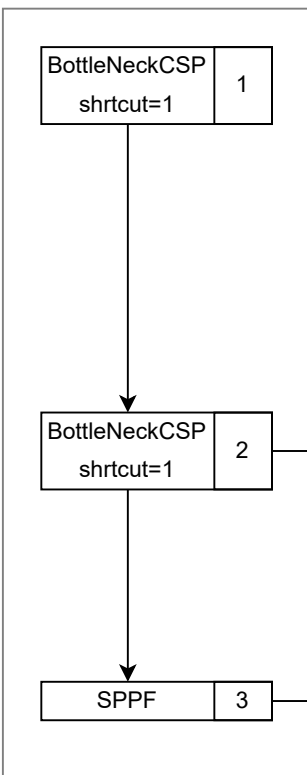 BottleNeckCSP
shrtcut=1
1
BottleNeckCSP
shrtcut=1
2
SPPF
3